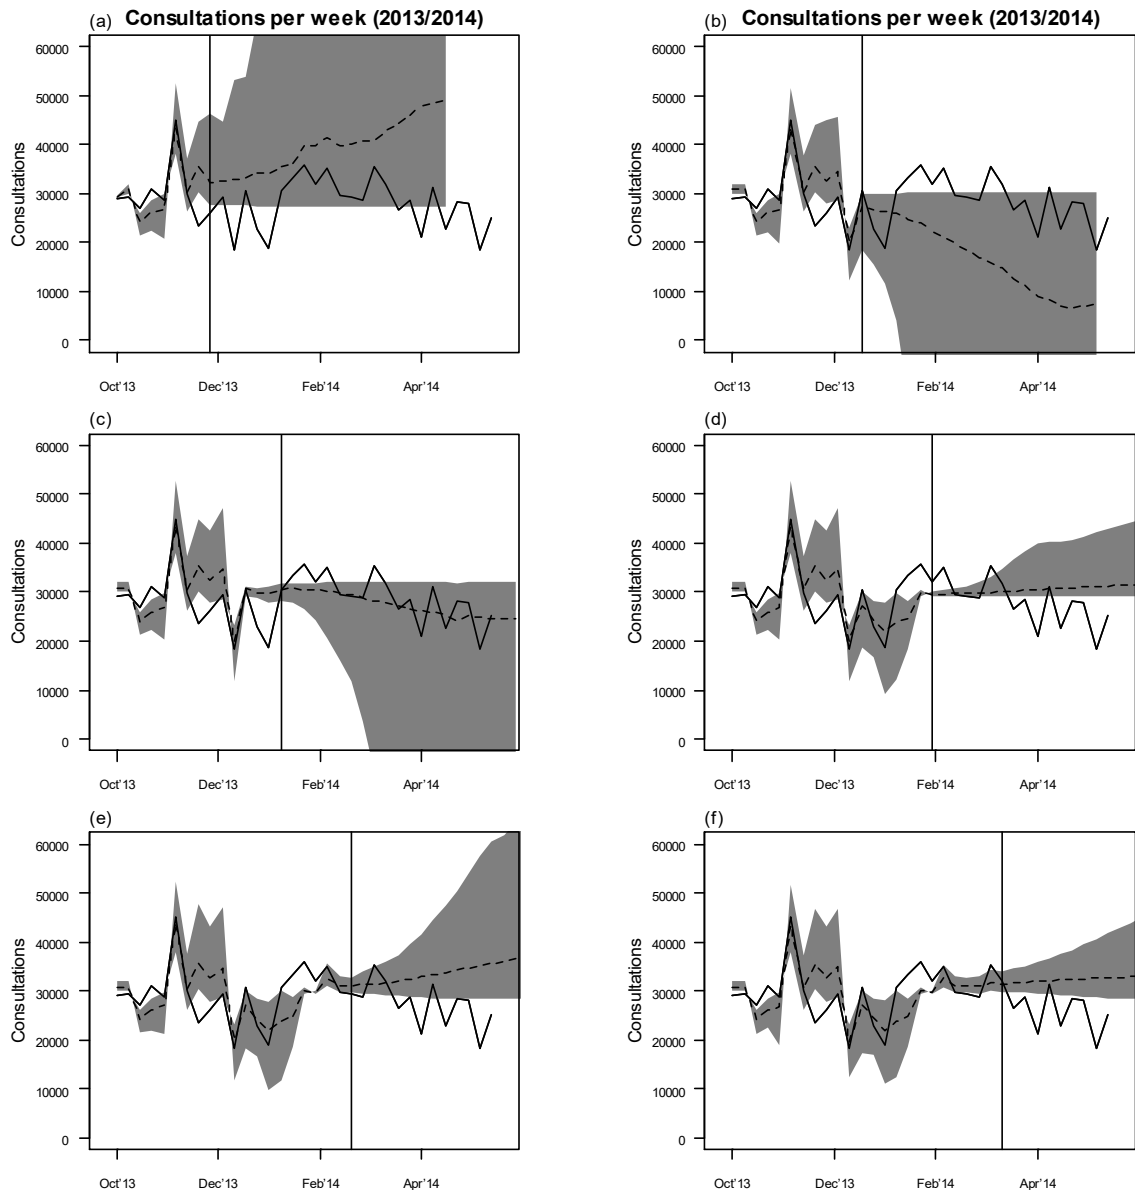 (a) Consultations per week (2013/2014)
(b) Consultations per week (2013/2014)
60000
50000
40000
30000
20000
10000
0
Consultations
Oct'13 Dec'13 Feb'14 Apr'14
60000
50000
40000
30000
20000
10000
0
Consultations
Oct'13 Dec'13 Feb'14 Apr'14
(c)
60000
50000
40000
30000
20000
10000
0
Consultations
Oct'13 Dec'13 Feb'14 Apr'14
(d)
60000
50000
40000
30000
20000
10000
0
Consultations
Oct'13 Dec'13 Feb'14 Apr'14
(e)
60000
50000
40000
30000
20000
10000
0
Consultations
Oct'13 Dec'13 Feb'14 Apr'14
(f)
60000
50000
40000
30000
20000
10000
0
Consultations
Oct'13 Dec'13 Feb'14 Apr'14